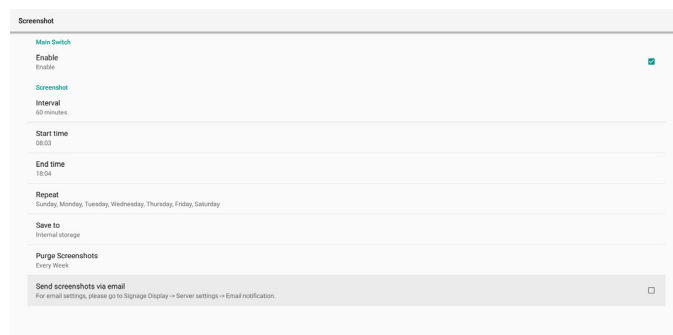 Screenshot
Main Switch
Enable
Enable
Screenshot
Interval
60 minutes
Start time
08:03
End time
18:04
Repeat
Sunday, Monday, Tuesday, Wednesday, Thursday, Friday, Saturday
Save to
Internal storage
Purge Screenshots
Every Week
Send screenshots via email
For email settings, please go to Signage Display -> Server settings -> Email notification.